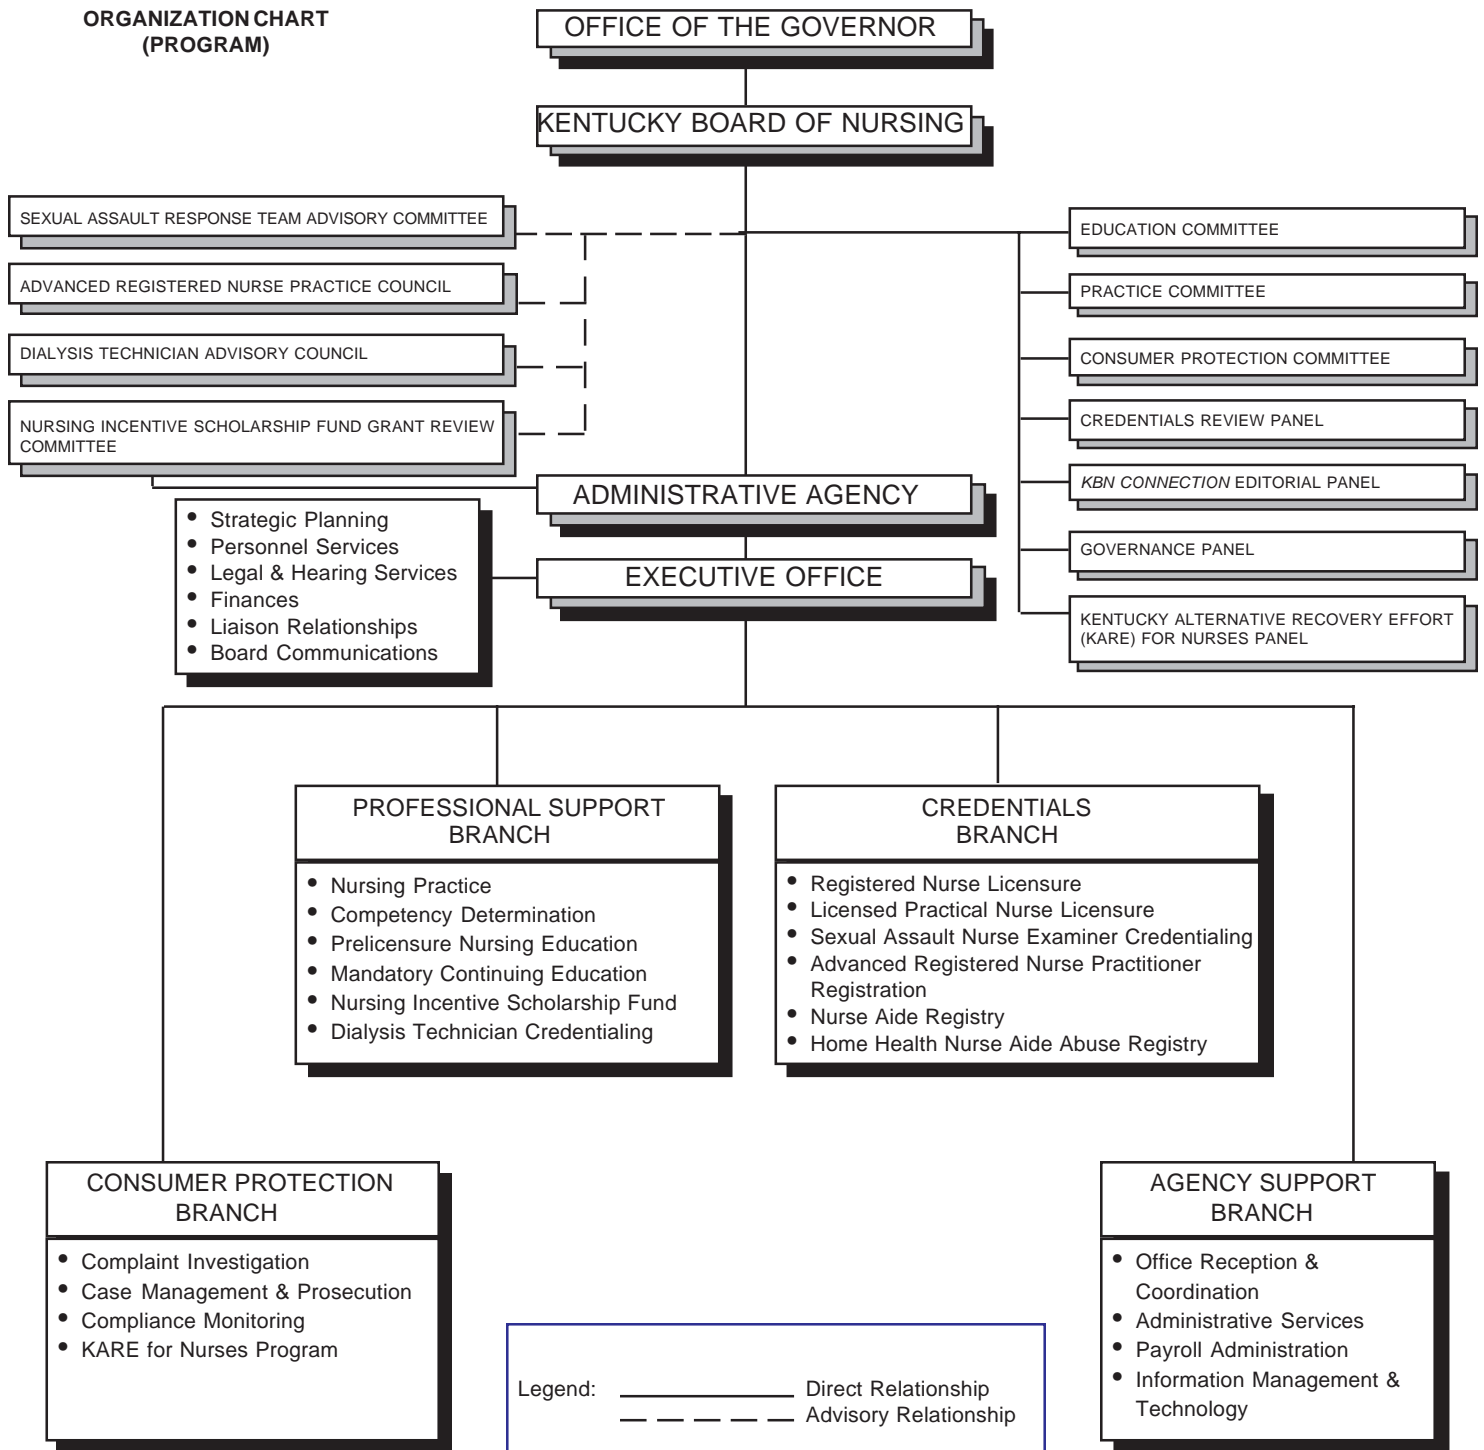 ORGANIZATION CHART
(PROGRAM)
OFFICE OF THE GOVERNOR
KENTUCKY BOARD OF NURSING
SEXUAL ASSAULT RESPONSE TEAM ADVISORY COMMITTEE
ADVANCED REGISTERED NURSE PRACTICE COUNCIL
DIALYSIS TECHNICIAN ADVISORY COUNCIL
NURSING INCENTIVE SCHOLARSHIP FUND GRANT REVIEW
COMMITTEE
EDUCATION COMMITTEE
PRACTICE COMMITTEE
CONSUMER PROTECTION COMMITTEE
CREDENTIALS REVIEW PANEL
KBN CONNECTION EDITORIAL PANEL
GOVERNANCE PANEL
KENTUCKY ALTERNATIVE RECOVERY EFFORT
(KARE) FOR NURSES PANEL
ADMINISTRATIVE AGENCY
EXECUTIVE OFFICE
• Strategic Planning
• Personnel Services
• Legal & Hearing Services
• Finances
• Liaison Relationships
• Board Communications
PROFESSIONAL SUPPORT
BRANCH
• Nursing Practice
• Competency Determination
• Prelicensure Nursing Education
• Mandatory Continuing Education
• Nursing Incentive Scholarship Fund
• Dialysis Technician Credentialing
CREDENTIALS
BRANCH
• Registered Nurse Licensure
• Licensed Practical Nurse Licensure
• Sexual Assault Nurse Examiner Credentialing
• Advanced Registered Nurse Practitioner
Registration
• Nurse Aide Registry
• Home Health Nurse Aide Abuse Registry
CONSUMER PROTECTION
BRANCH
• Complaint Investigation
• Case Management & Prosecution
• Compliance Monitoring
• KARE for Nurses Program
AGENCY SUPPORT
BRANCH
• Office Reception &
Coordination
• Administrative Services
• Payroll Administration
• Information Management &
Technology
Legend: Direct Relationship
Advisory Relationship